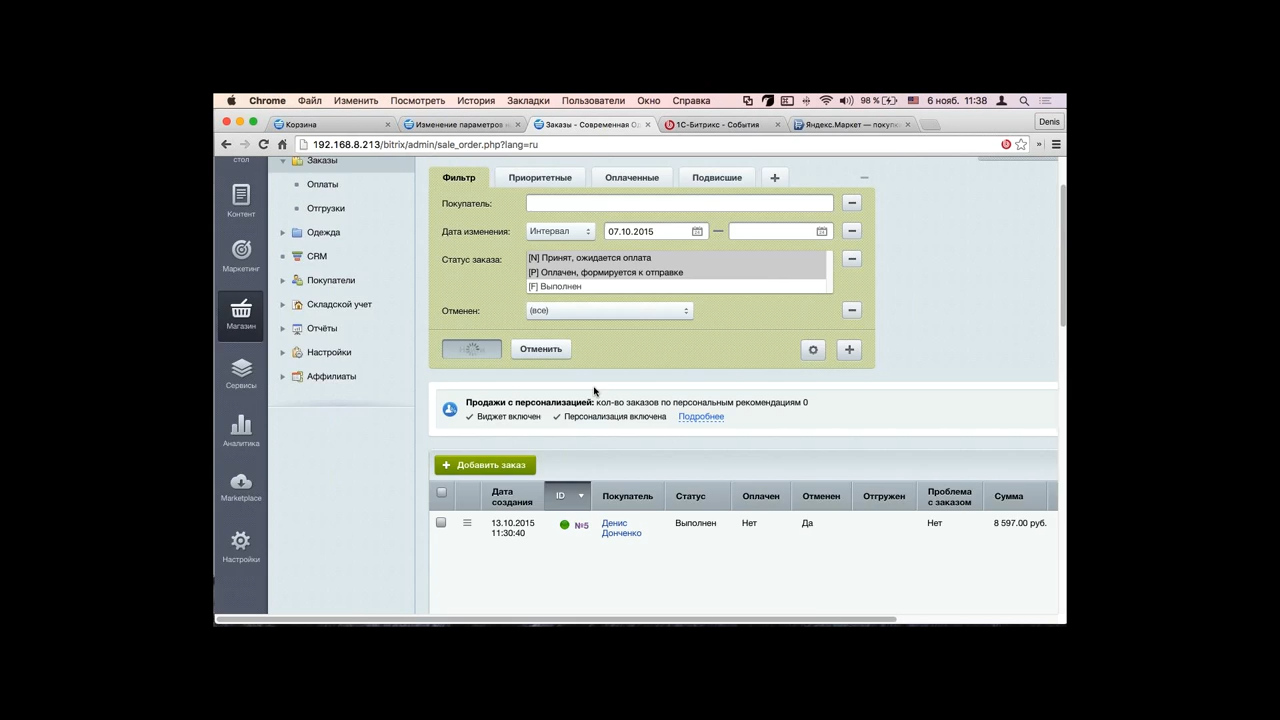 Chrome Файл Изменить Посмотреть История Закладки Пользователи Окно Справка 98 % 6 нояб. 11:38
Корзина
Изменение параметров
Заказы - Современная О
1С-Битрикс - События
Яндекс.Маркет — покупк
Denis
192.168.8.213/bitrix/admin/sale_order.php?lang=ru
»
стол
Контент
Маркетинг
Магазин
Сервисы
Аналитика
Marketplace
Настройки
Заказы
Оплаты
Отгрузки
Одежда
CRM
Покупатели
Складской учет
Отчёты
Настройки
Аффилиаты
Фильтр Приоритетные Оплаченные Подвисшие +
Покупатель:
Дата изменения: Интервал 07.10.2015 —
Статус заказа: [N] Принят, ожидается оплата
[P] Оплачен, формируется к отправке
[F] Выполнен
Отменен: (все)
Отменить
Продажи с персонализацией: кол-во заказов по персональным рекомендациям 0
Виджет включен Персонализация включена Подробнее
+ Добавить заказ
Дата создания ID Покупатель Статус Оплачен Отменен Отгружен Проблема с заказом Сумма
13.10.2015 11:30:40 №5 Денис Донченко Выполнен Нет Да Нет 8 597.00 руб.